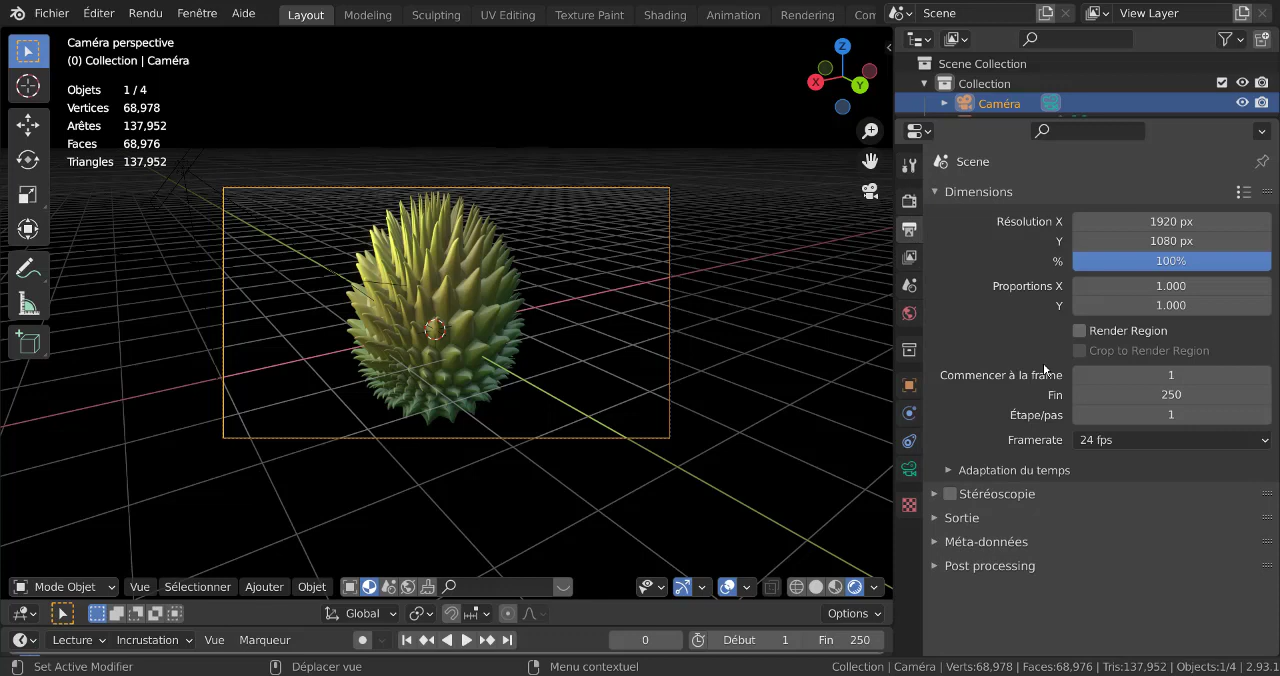 Fichier Éditer Rendu Fenêtre Aide Layout Modeling Sculpting UV Editing Texture Paint Shading Animation Rendering Com Scene View Layer
Caméra perspective
(0) Collection | Caméra
Objets 1 / 4
Vertices 68,978
Arêtes 137,952
Faces 68,976
Triangles 137,952
Z
X
Y
Scene Collection
Collection
Caméra
Scene
Dimensions
Résolution X 1920 px
Y 1080 px
% 100%
Proportions X 1.000
Y 1.000
Render Region
Crop to Render Region
Commencer à la frame 1
Fin 250
Étape/pas 1
Framerate 24 fps
Adaptation du temps
Stéréoscopie
Sortie
Méta-données
Post processing
Mode Objet Vue Sélectionner Ajouter Objet
Global Options
Lecture Incrustation Vue Marqueur 0 Début 1 Fin 250
Set Active Modifier Déplacer vue Menu contextuel Collection | Caméra | Verts:68,978 | Faces:68,976 | Tris:137,952 | Objects:1/4 | 2.93.1